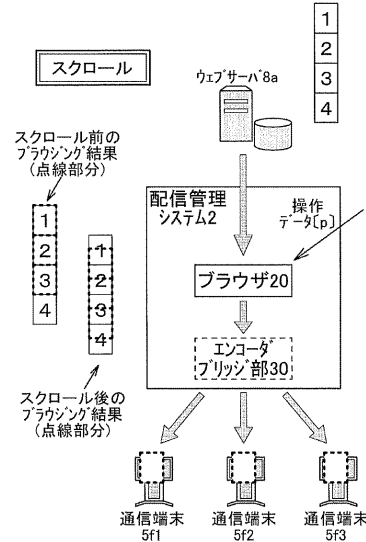 スクロール
ウェブサーバ8a
1
2
3
4
スクロール前の
ブラウジング結果
(点線部分)
1
2
3
4
1
2
3
4
スクロール後の
ブラウジング結果
(点線部分)
配信管理
システム2
操作
データ[p]
ブラウザ20
エンコーダ
ブリッジ部30
通信端末
5f1
通信端末
5f2
通信端末
5f3